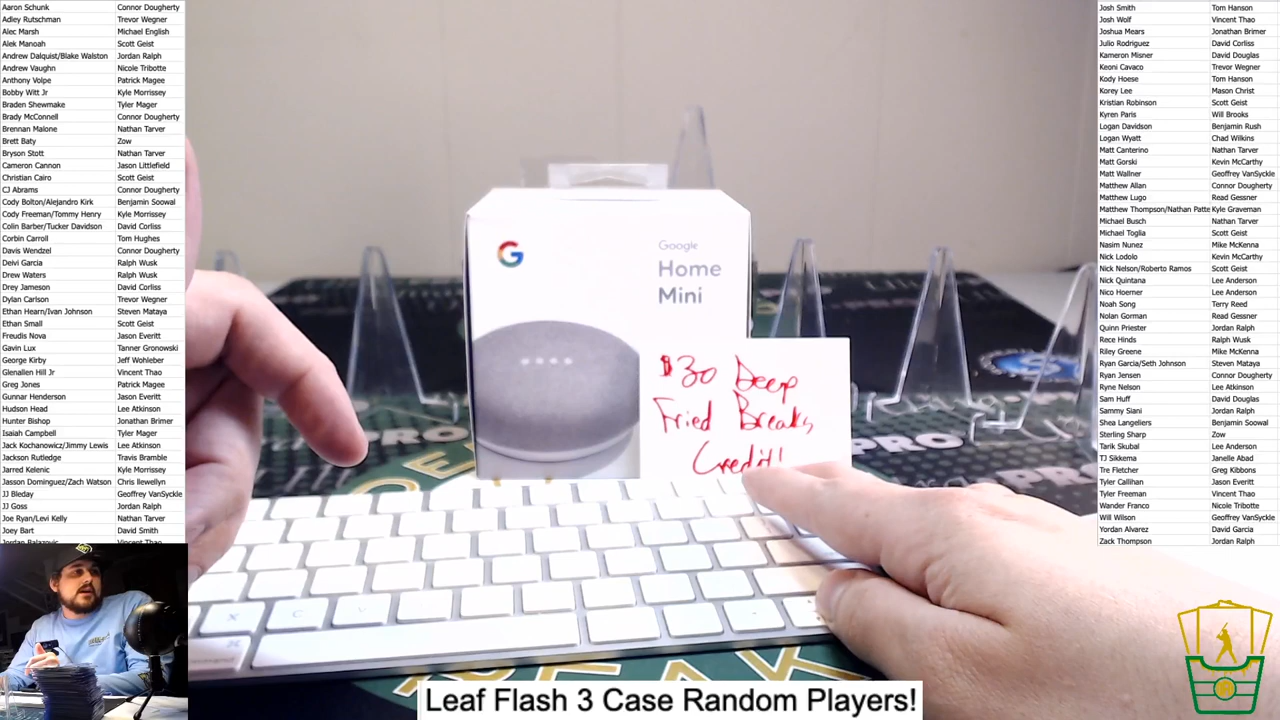 Aaron Schunk Connor Dougherty
Adley Rutschman Trevor Wegner
Alec Marsh Michael English
Alek Manoah Scott Geist
Andrew Dalquist/Blake Walston Jordan Ralph
Andrew Vaughn Nicole Tribotte
Anthony Volpe Patrick Magee
Bobby Witt Jr Kyle Morrissey
Braden Shewmake Tyler Mager
Brady McConnell Connor Dougherty
Brennan Malone Nathan Tarver
Brett Baty Zow
Bryson Stott Nathan Tarver
Cameron Cannon Jason Littlefield
Christian Cairo Scott Geist
CJ Abrams Connor Dougherty
Cody Bolton/Alejandro Kirk Benjamin Soowal
Cody Freeman/Tommy Henry Kyle Morrissey
Colin Barber/Tucker Davidson David Corliss
Corbin Carroll Tom Hughes
Davis Wendzel Connor Dougherty
Deivi Garcia Ralph Wusk
Drew Waters Ralph Wusk
Drey Jameson David Corliss
Dylan Carlson Trevor Wegner
Ethan Hearn/Ivan Johnson Steven Mataya
Ethan Small Scott Geist
Freudis Nova Jason Everitt
Gavin Lux Tanner Gronowski
George Kirby Jeff Wohleber
Glenallen Hill Jr Vincent Thao
Greg Jones Patrick Magee
Gunnar Henderson Jason Everitt
Hudson Head Lee Atkinson
Hunter Bishop Jonathan Brimer
Isaiah Campbell Tyler Mager
Jack Kochanowicz/Jimmy Lewis Lee Atkinson
Jackson Rutledge Travis Bramble
Jarred Kelenic Kyle Morrissey
Jasson Dominguez/Zach Watson Chris llewellyn
JJ Bleday Geoffrey VanSyckle
JJ Goss Jordan Ralph
Joe Ryan/Levi Kelly Nathan Tarver
Joey Bart David Smith
Jordan Balazovic Vincent Thao
G
Google
Home
Mini
$30 Deep
Fried Breaks
Credit!
Josh Smith Tom Hanson
Josh Wolf Vincent Thao
Joshua Mears Jonathan Brimer
Julio Rodriguez David Corliss
Kameron Misner David Douglas
Keoni Cavaco Trevor Wegner
Kody Hoese Tom Hanson
Korey Lee Mason Christ
Kristian Robinson Scott Geist
Kyren Paris Will Brooks
Logan Davidson Benjamin Rush
Logan Wyatt Chad Wilkins
Matt Canterino Nathan Tarver
Matt Gorski Kevin McCarthy
Matt Wallner Geoffrey VanSyckle
Matthew Allan Connor Dougherty
Matthew Lugo Read Gessner
Matthew Thompson/Nathan Patte Kyle Graveman
Michael Busch Nathan Tarver
Michael Toglia Scott Geist
Nasim Nunez Mike McKenna
Nick Lodolo Kevin McCarthy
Nick Nelson/Roberto Ramos Scott Geist
Nick Quintana Lee Anderson
Nico Hoerner Lee Anderson
Noah Song Terry Reed
Nolan Gorman Read Gessner
Quinn Priester Jordan Ralph
Rece Hinds Ralph Wusk
Riley Greene Mike McKenna
Ryan Garcia/Seth Johnson Steven Mataya
Ryan Jensen Connor Dougherty
Ryne Nelson Lee Atkinson
Sam Huff David Douglas
Sammy Siani Jordan Ralph
Shea Langeliers Benjamin Soowal
Sterling Sharp Zow
Tarik Skubal Lee Anderson
TJ Sikkema Janelle Abad
Tre Fletcher Greg Kibbons
Tyler Callihan Jason Everitt
Tyler Freeman Vincent Thao
Wander Franco Nicole Tribotte
Will Wilson Geoffrey VanSyckle
Yordan Alvarez David Garcia
Zack Thompson Jordan Ralph
Leaf Flash 3 Case Random Players!